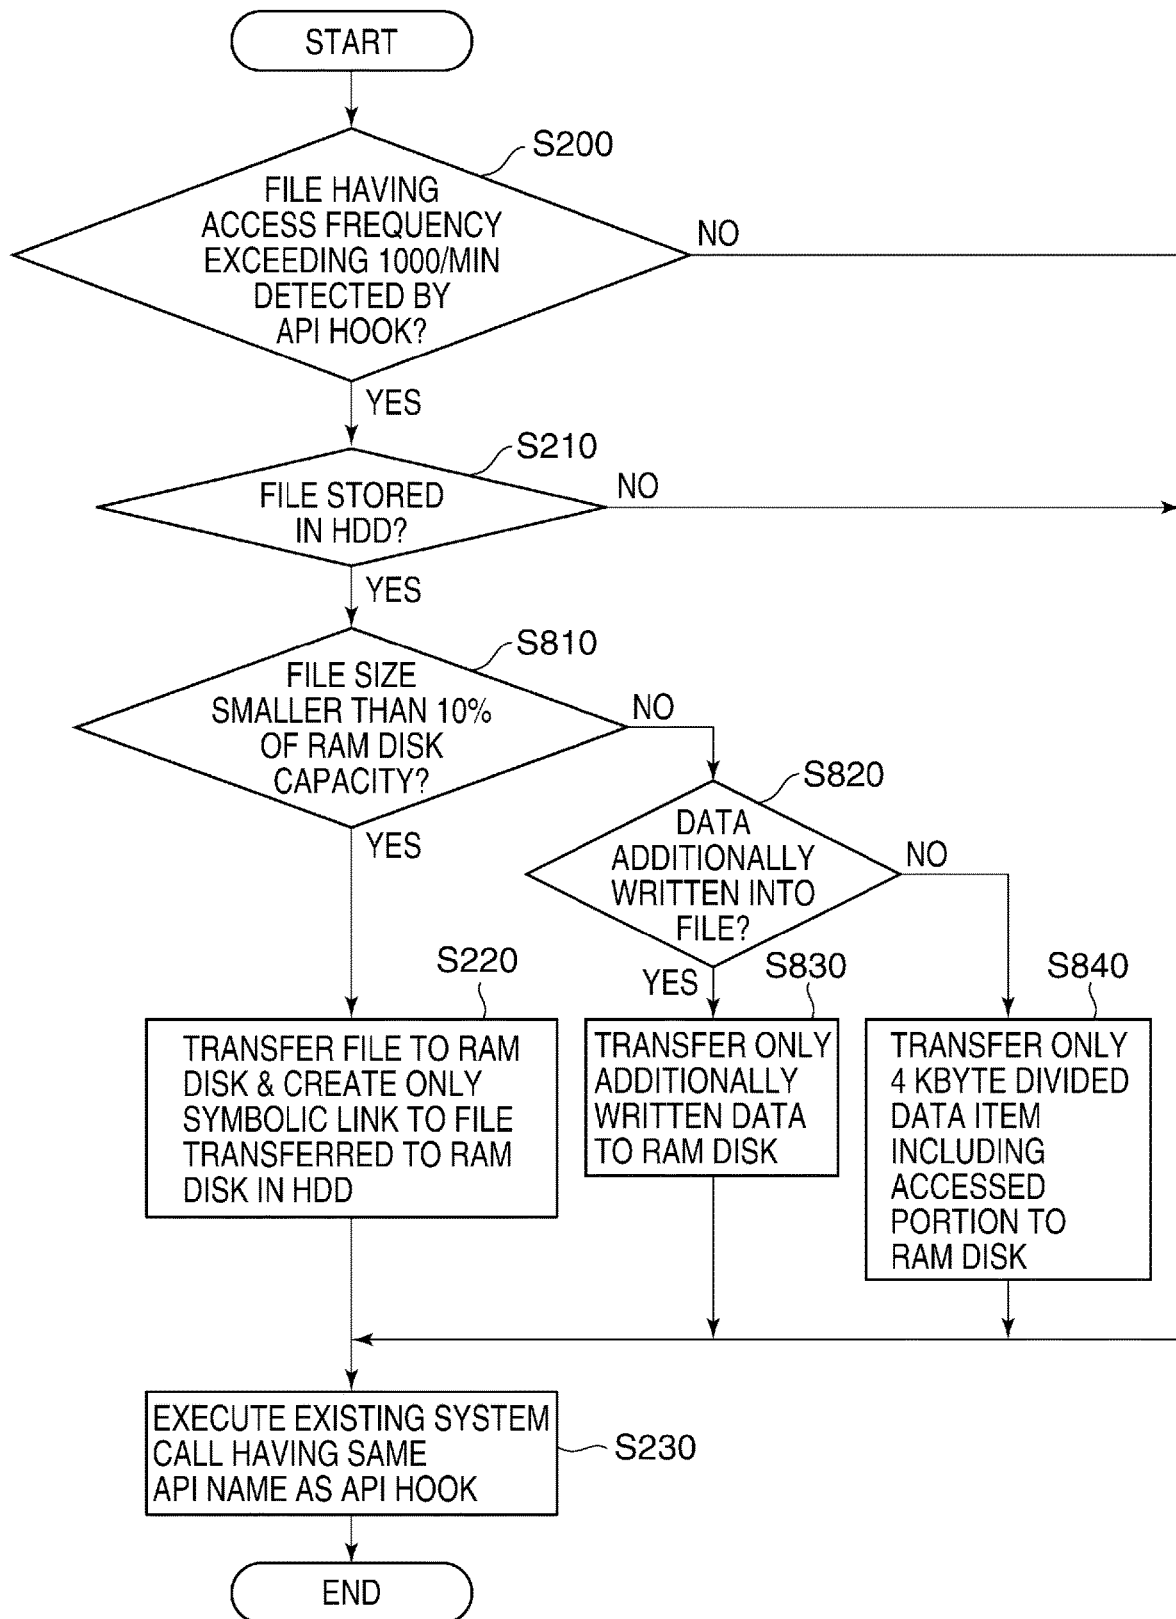 START
S200
FILE HAVING
ACCESS FREQUENCY
EXCEEDING 1000/MIN
DETECTED BY
API HOOK?
NO
YES
S210
FILE STORED
IN HDD?
NO
YES
S810
FILE SIZE
SMALLER THAN 10%
OF RAM DISK
CAPACITY?
NO
YES
S820
DATA
ADDITIONALLY
WRITTEN INTO
FILE?
NO
YES
S220
TRANSFER FILE TO RAM
DISK & CREATE ONLY
SYMBOLIC LINK TO FILE
TRANSFERRED TO RAM
DISK IN HDD
S830
TRANSFER ONLY
ADDITIONALLY
WRITTEN DATA
TO RAM DISK
S840
TRANSFER ONLY
4 KBYTE DIVIDED
DATA ITEM
INCLUDING
ACCESSED
PORTION TO
RAM DISK
EXECUTE EXISTING SYSTEM
CALL HAVING SAME
API NAME AS API HOOK
S230
END